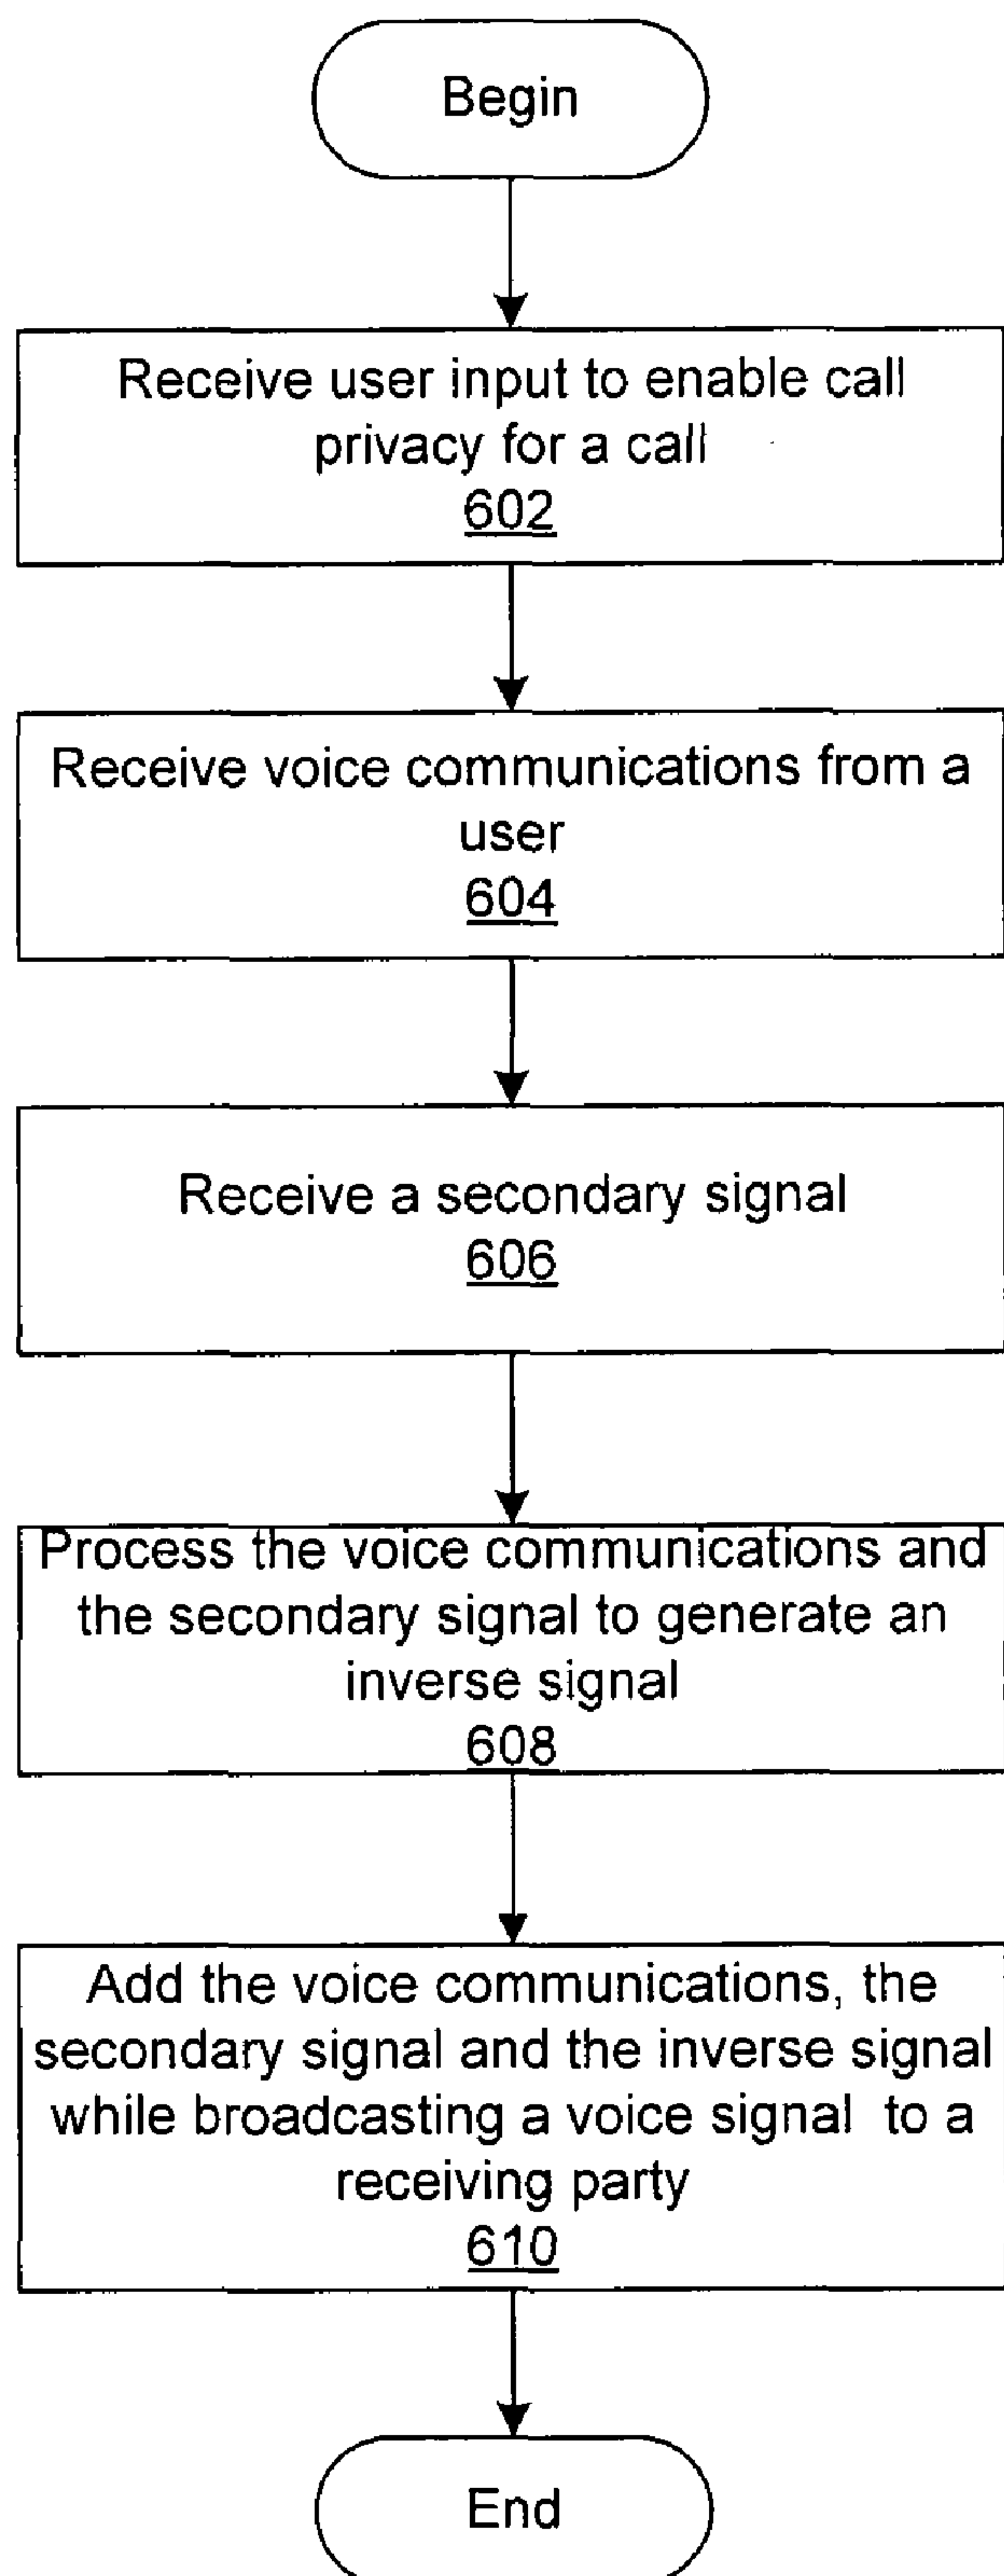 Begin
Receive user input to enable call
privacy for a call
602
Receive voice communications from a
user
604
Receive a secondary signal
606
Process the voice communications and
the secondary signal to generate an
inverse signal
608
Add the voice communications, the
secondary signal and the inverse signal
while broadcasting a voice signal to a
receiving party
610
End